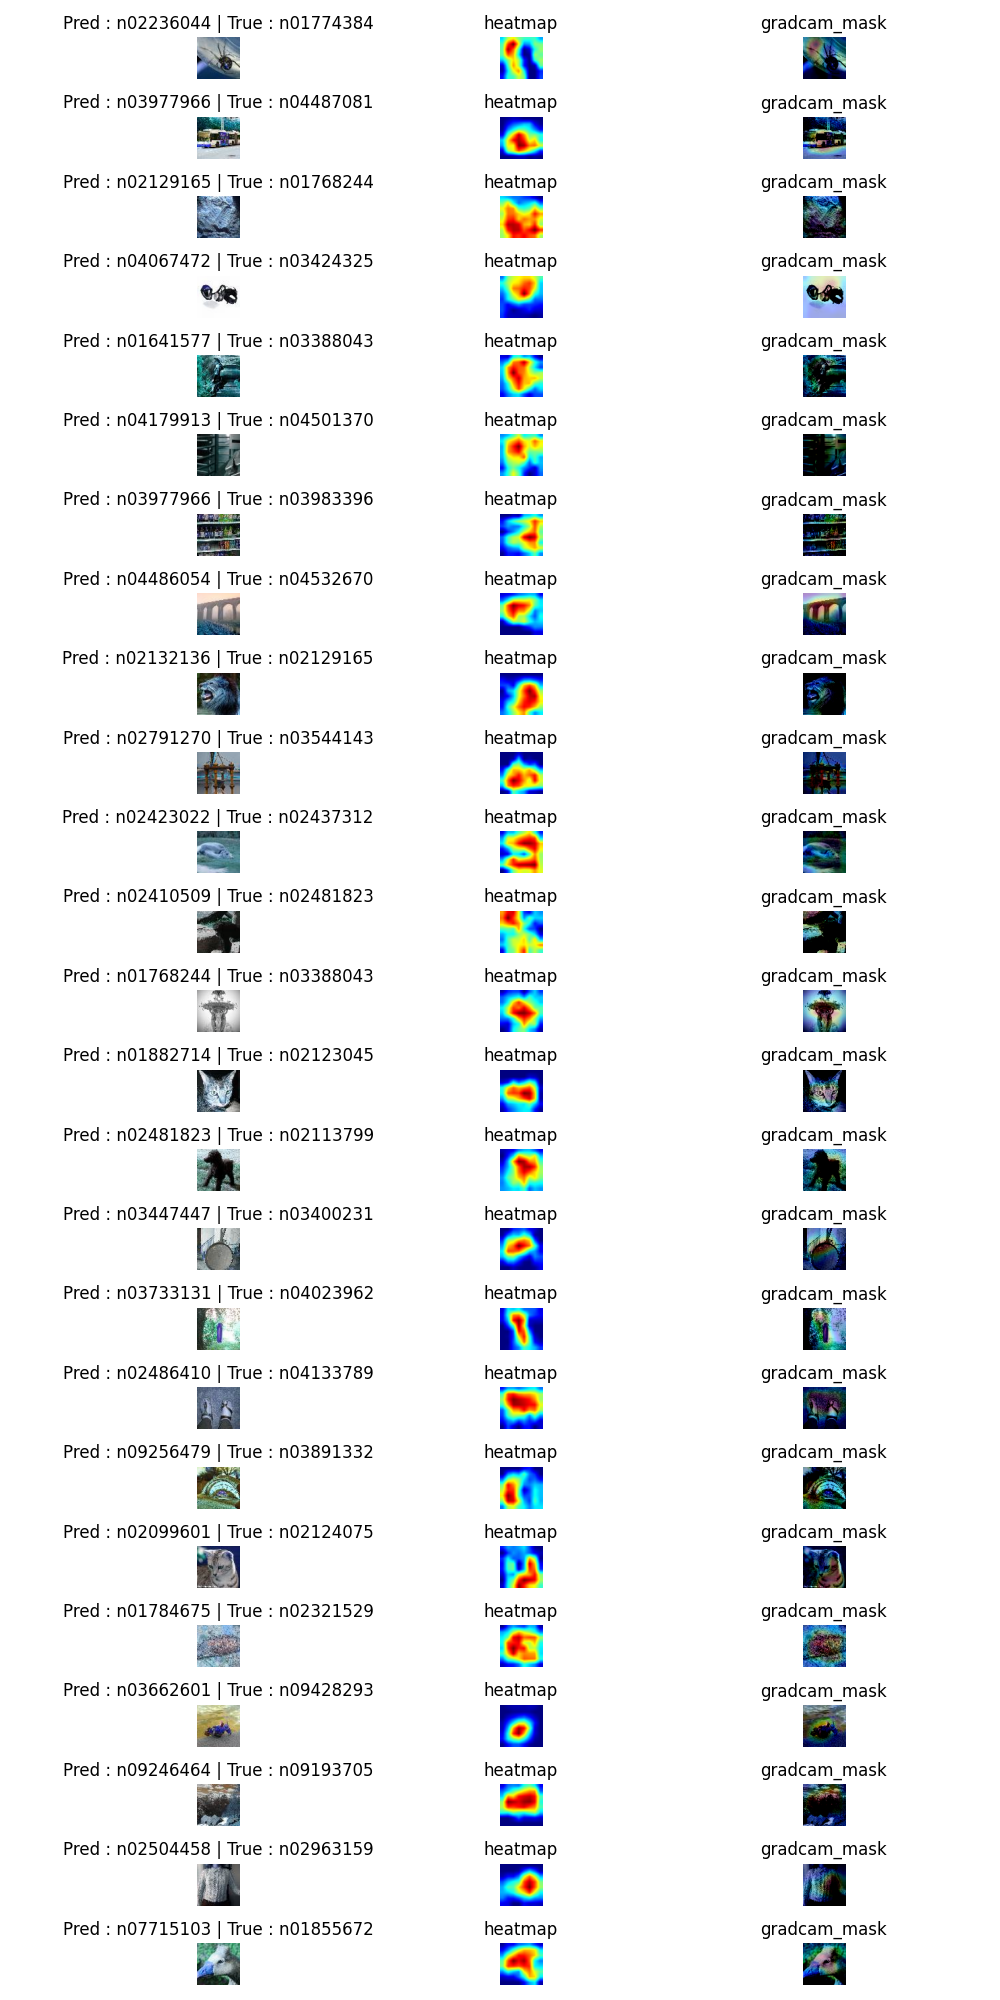 Pred : n02236044 | True : n01774384 heatmap gradcam_mask
Pred : n03977966 | True : n04487081 heatmap gradcam_mask
Pred : n02129165 | True : n01768244 heatmap gradcam_mask
Pred : n04067472 | True : n03424325 heatmap gradcam_mask
Pred : n01641577 | True : n03388043 heatmap gradcam_mask
Pred : n04179913 | True : n04501370 heatmap gradcam_mask
Pred : n03977966 | True : n03983396 heatmap gradcam_mask
Pred : n04486054 | True : n04532670 heatmap gradcam_mask
Pred : n02132136 | True : n02129165 heatmap gradcam_mask
Pred : n02791270 | True : n03544143 heatmap gradcam_mask
Pred : n02423022 | True : n02437312 heatmap gradcam_mask
Pred : n02410509 | True : n02481823 heatmap gradcam_mask
Pred : n01768244 | True : n03388043 heatmap gradcam_mask
Pred : n01882714 | True : n02123045 heatmap gradcam_mask
Pred : n02481823 | True : n02113799 heatmap gradcam_mask
Pred : n03447447 | True : n03400231 heatmap gradcam_mask
Pred : n03733131 | True : n04023962 heatmap gradcam_mask
Pred : n02486410 | True : n04133789 heatmap gradcam_mask
Pred : n09256479 | True : n03891332 heatmap gradcam_mask
Pred : n02099601 | True : n02124075 heatmap gradcam_mask
Pred : n01784675 | True : n02321529 heatmap gradcam_mask
Pred : n03662601 | True : n09428293 heatmap gradcam_mask
Pred : n09246464 | True : n09193705 heatmap gradcam_mask
Pred : n02504458 | True : n02963159 heatmap gradcam_mask
Pred : n07715103 | True : n01855672 heatmap gradcam_mask